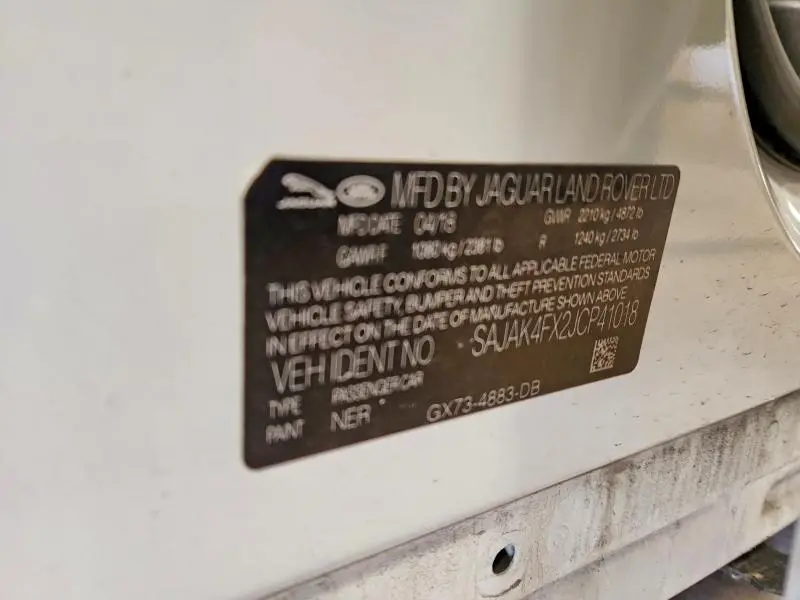 MFD BY JAGUAR LAND ROVER LTD
MFD DATE 04/18 GVWR 2210 kg / 4872 lb
GAWR F 1080 kg / 2381 lb R 1240 kg / 2734 lb
THIS VEHICLE CONFORMS TO ALL APPLICABLE FEDERAL MOTOR
VEHICLE SAFETY, BUMPER AND THEFT PREVENTION STANDARDS
IN EFFECT ON THE DATE OF MANUFACTURE SHOWN ABOVE
VEH IDENT NO SAJAK4FX2JCP41018
TYPE PASSENGER CAR
PAINT NER GX73-4883-DB